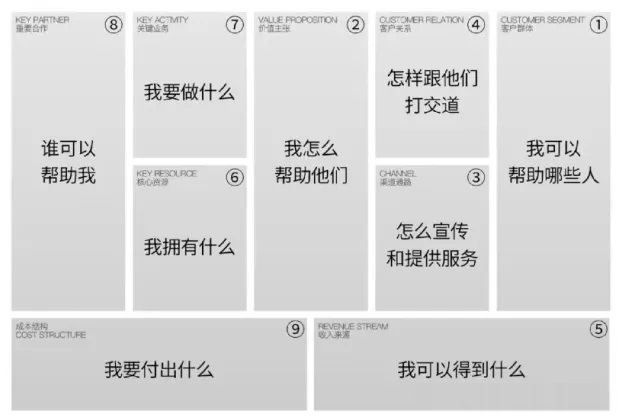 KEY PARTNER
重要合作
⑧
谁可以
帮助我
KEY ACTIVITY
关键业务
⑦
我要做什么
KEY RESOURCE
核心资源
⑥
我拥有什么
VALUE PROPOSITION
价值主张
②
我怎么
帮助他们
CUSTOMER RELATION
客户关系
④
怎样跟他们
打交道
CHANNEL
渠道通路
③
怎么宣传
和提供服务
CUSTOMER SEGMENT
客户群体
①
我可以
帮助哪些人
成本结构
COST STRUCTURE
⑨
我要付出什么
REVENUE STREAM
收入来源
⑤
我可以得到什么